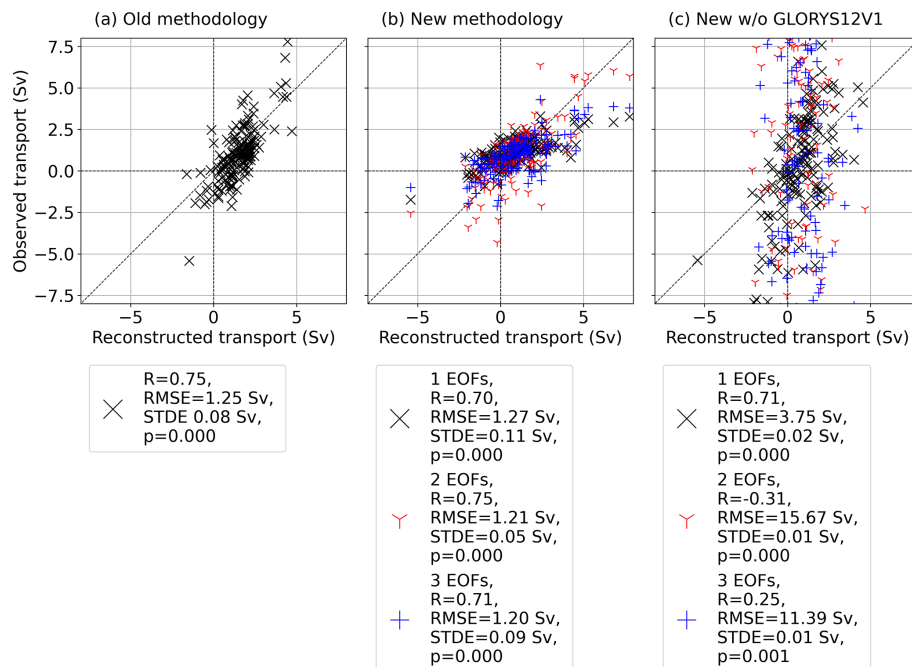 (a) Old methodology
(b) New methodology
(c) New w/o GLORYS12V1
Observed transport (Sv)
7.5
5.0
2.5
0.0
−2.5
−5.0
−7.5
−5
0
5
−5
0
5
−5
0
5
Reconstructed transport (Sv)
Reconstructed transport (Sv)
Reconstructed transport (Sv)
R=0.75,
RMSE=1.25 Sv,
STDE 0.08 Sv,
p=0.000
1 EOFs,
R=0.70,
RMSE=1.27 Sv,
STDE=0.11 Sv,
p=0.000
2 EOFs,
R=0.75,
RMSE=1.21 Sv,
STDE=0.05 Sv,
p=0.000
3 EOFs,
R=0.71,
RMSE=1.20 Sv,
STDE=0.09 Sv,
p=0.000
1 EOFs,
R=0.71,
RMSE=3.75 Sv,
STDE=0.02 Sv,
p=0.000
2 EOFs,
R=-0.31,
RMSE=15.67 Sv,
STDE=0.01 Sv,
p=0.000
3 EOFs,
R=0.25,
RMSE=11.39 Sv,
STDE=0.01 Sv,
p=0.001